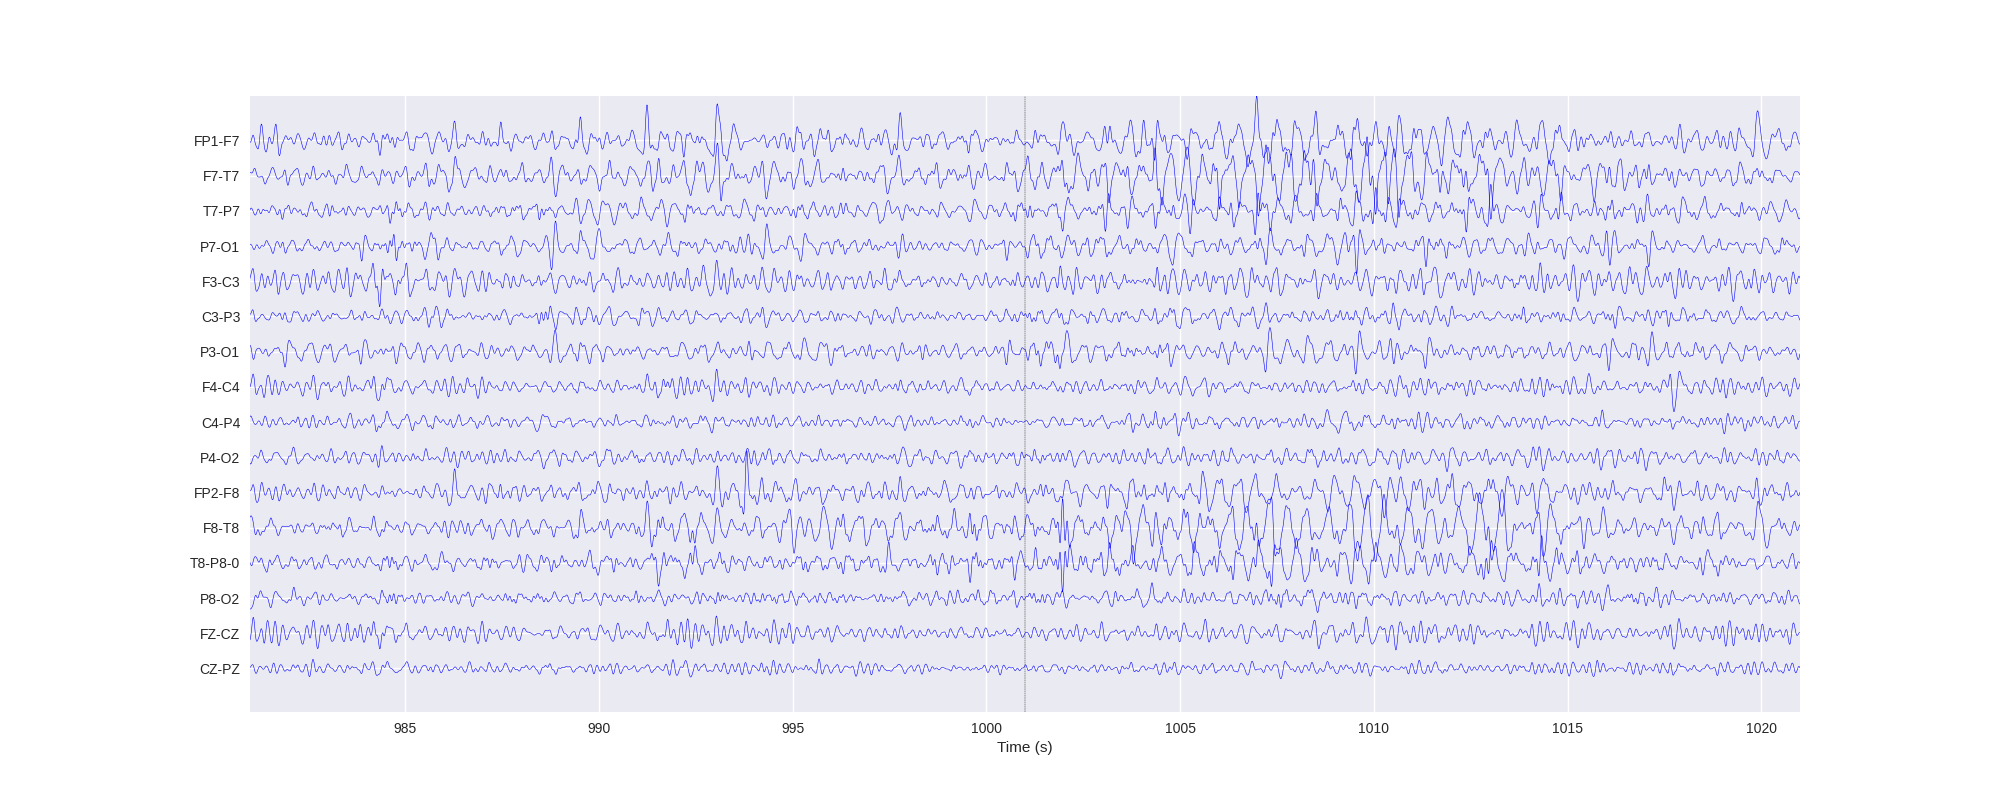 FP1-F7
F7-T7
T7-P7
P7-O1
F3-C3
C3-P3
P3-O1
F4-C4
C4-P4
P4-O2
FP2-F8
F8-T8
T8-P8-0
P8-O2
FZ-CZ
CZ-PZ
985 990 995 1000 1005 1010 1015 1020
Time (s)